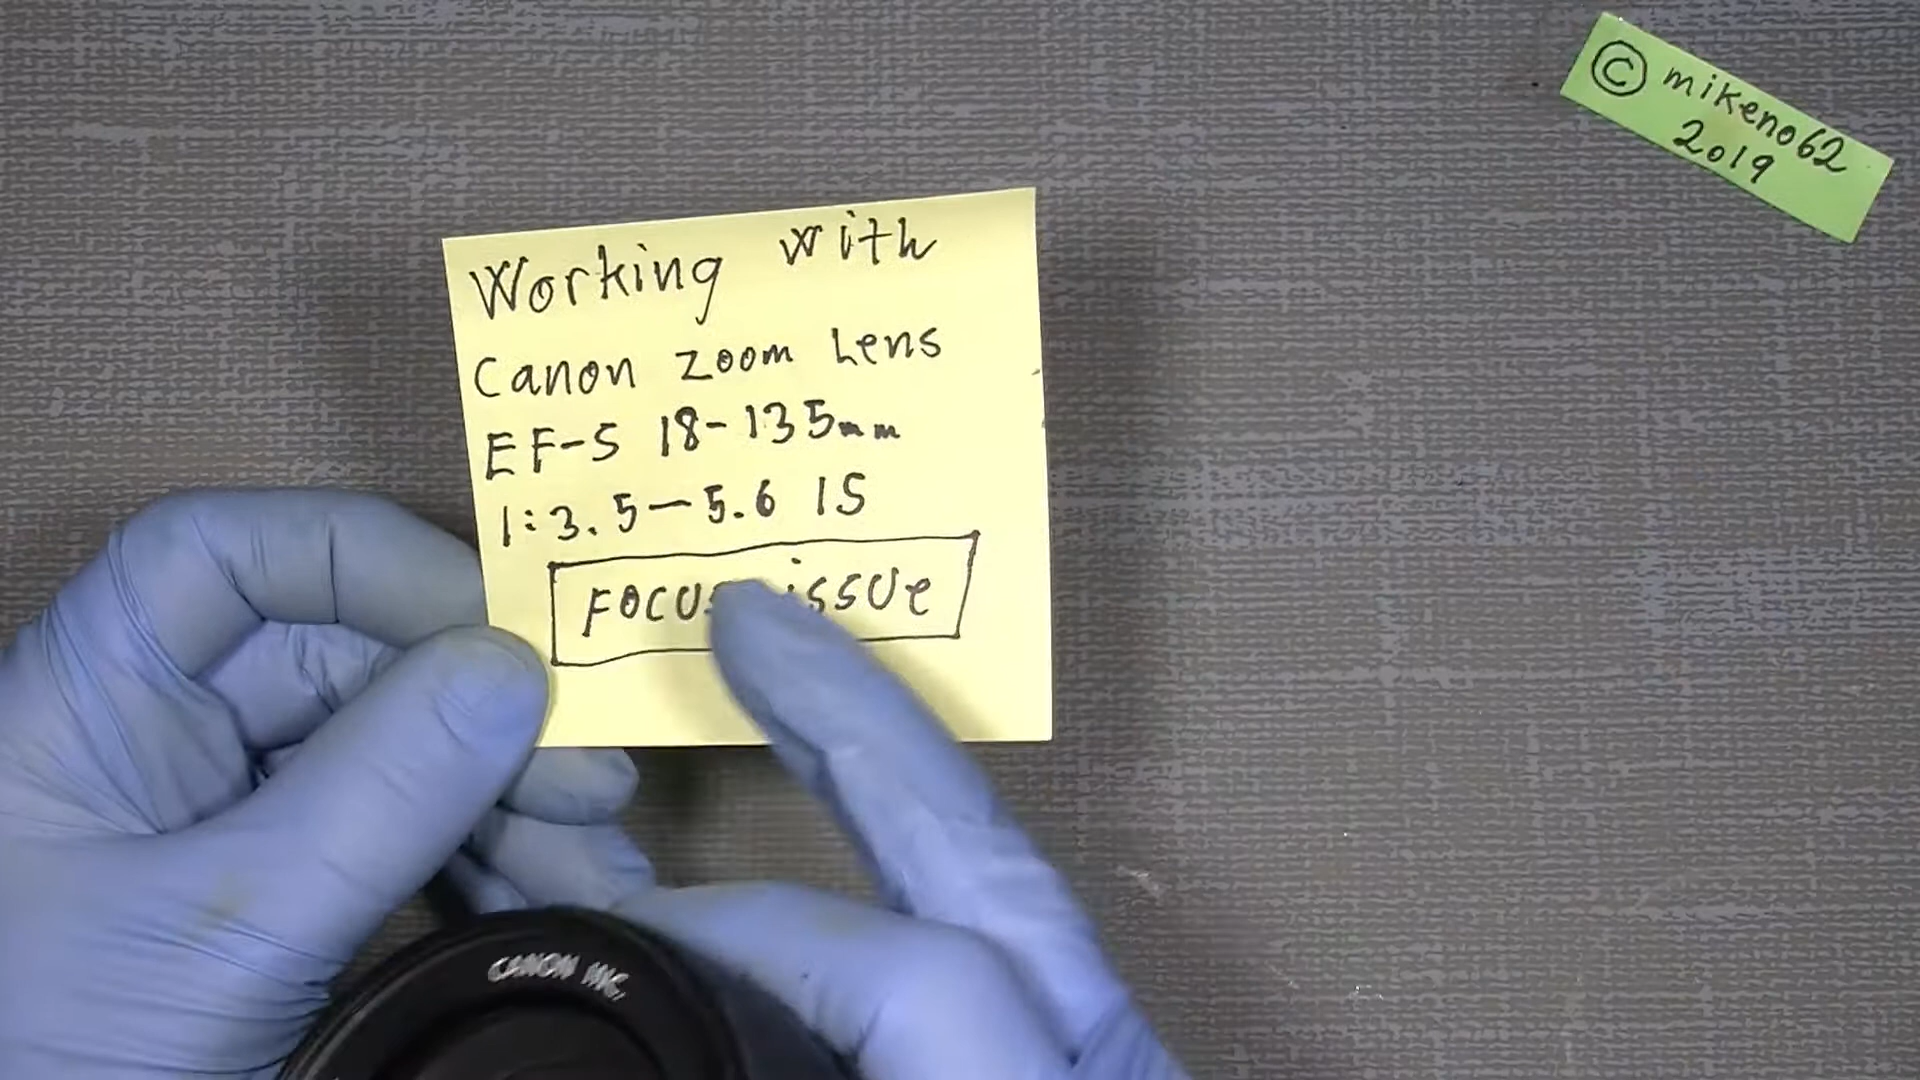 Working with
Canon zoom Lens
EF-S 18-135mm
1:3.5-5.6 IS
Focus issue
© mikeno62
2019
CANON INC.